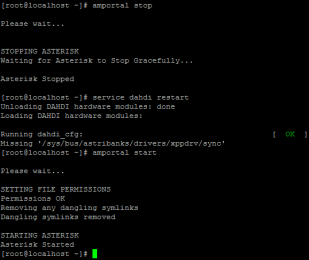 [root@localhost ~]# amportal stop
Please wait...
STOPPING ASTERISK
Waiting for Asterisk to Stop Gracefully...
Asterisk Stopped
[root@localhost ~]# service dahdi restart
Unloading DAHDI hardware modules: done
Loading DAHDI hardware modules:
Running dahdi_cfg: [ OK ]
Missing '/sys/bus/astribanks/drivers/xppdrv/sync'
[root@localhost ~]# amportal start
Please wait...
SETTING FILE PERMISSIONS
Permissions OK
Removing any dangling symlinks
Dangling symlinks removed
STARTING ASTERISK
Asterisk Started
[root@localhost ~]#